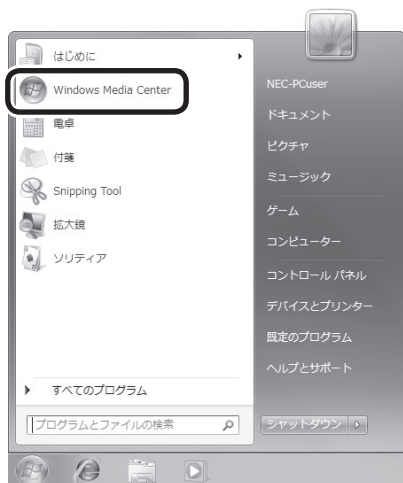 はじめに
Windows Media Center
電卓
付箋
Snipping Tool
拡大鏡
ソリティア
すべてのプログラム
プログラムとファイルの検索
NEC-PCuser
ドキュメント
ピクチャ
ミュージック
ゲーム
コンピューター
コントロール パネル
デバイスとプリンター
既定のプログラム
ヘルプとサポート
シャットダウン